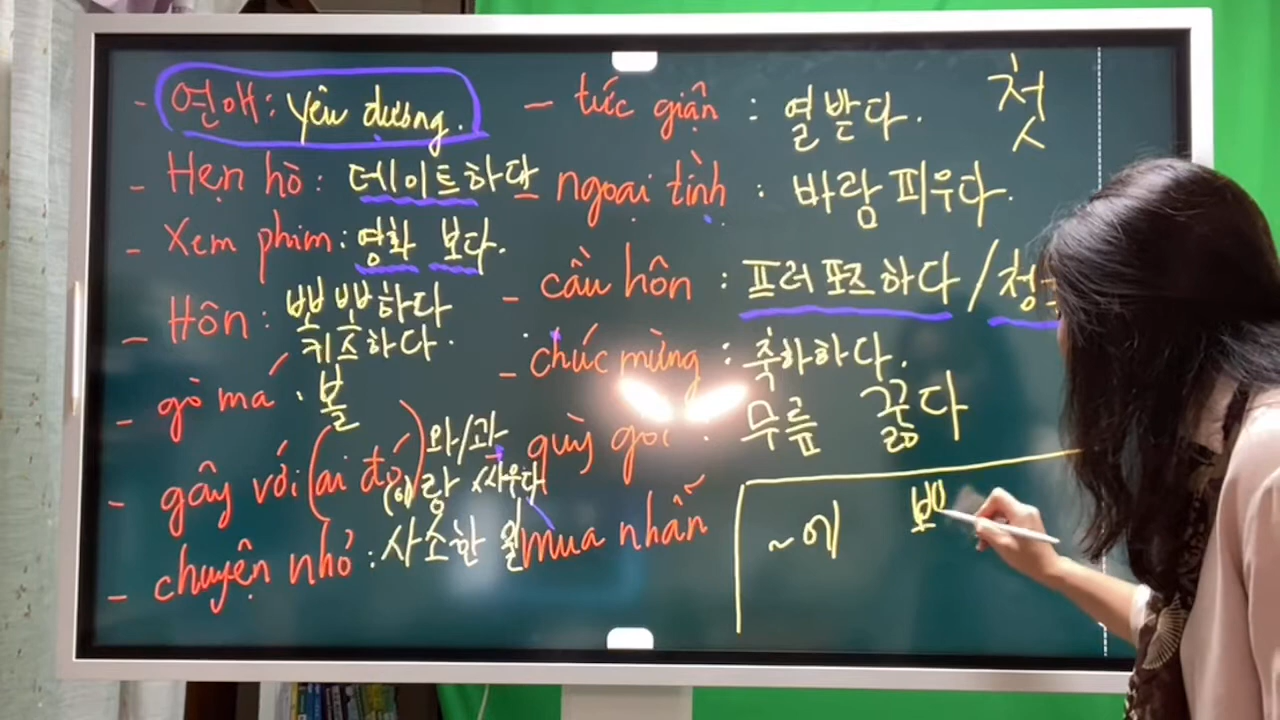 - 연애: yêu đương.
- Hẹn hò: 데이트하다
- Xem phim: 영화 보다.
- Hôn: 뽀뽀하다
키즈하다.
- gò má: 볼
- gây với (ai đó) 와/과
(이)랑 싸우다
- chuyện nhỏ: 사소한 일
- tức giận: 열받다.
- ngoại tình: 바람 피우다.
- cầu hôn: 프러포즈하다 / 청
- chúc mừng: 축하하다.
- quỳ gối: 무릎 꿇다
mua nhẫn
첫
~에